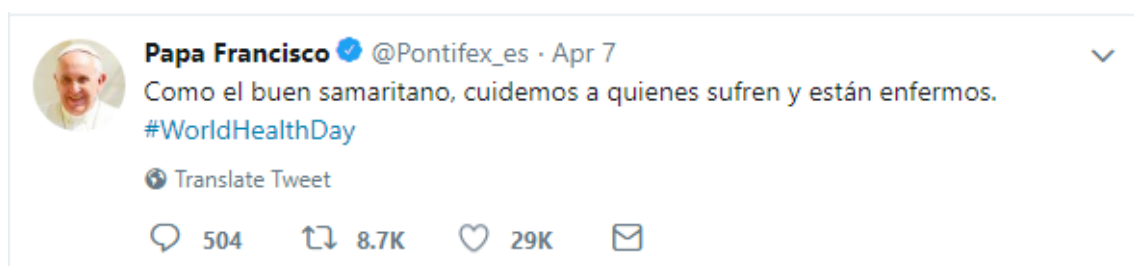 Papa Francisco @Pontifex_es · Apr 7
Como el buen samaritano, cuidemos a quienes sufren y están enfermos.
#WorldHealthDay
Translate Tweet
504 8.7K 29K